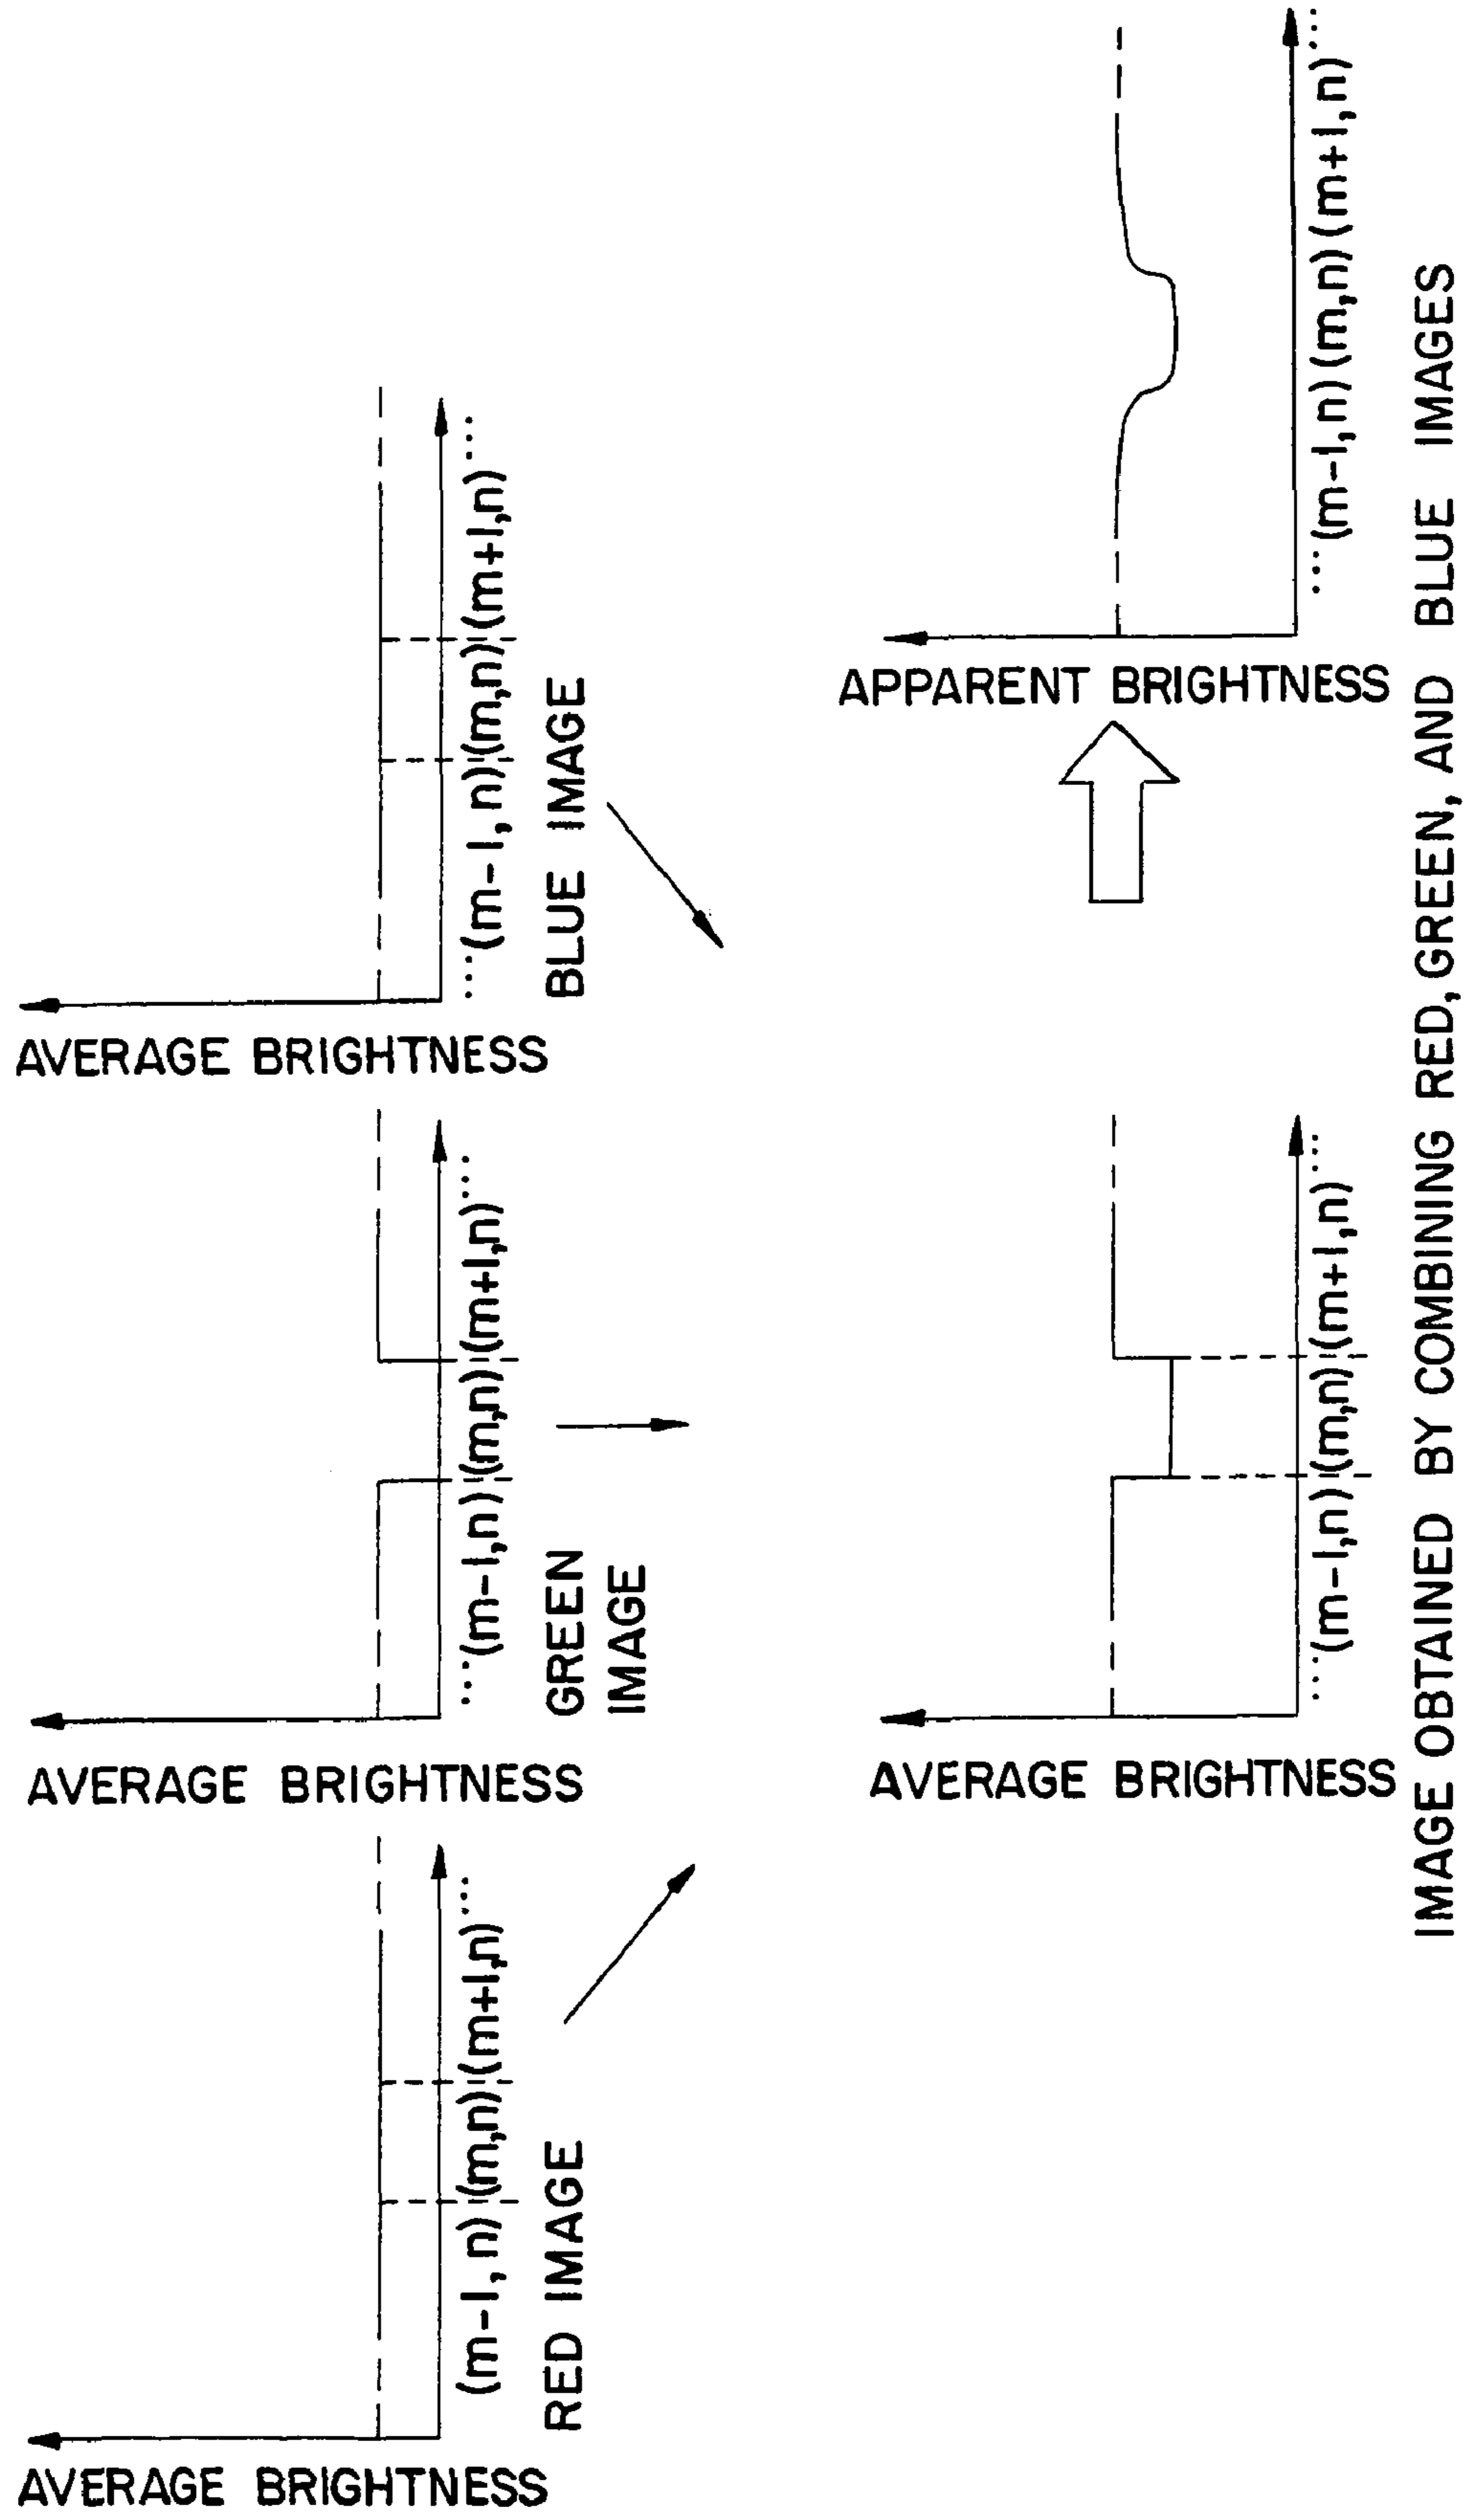 AVERAGE BRIGHTNESS
(m-1, n) (m,n) (m+1,n) ...
RED IMAGE
AVERAGE BRIGHTNESS
... (m-1,n) (m,n) (m+1,n) ...
GREEN
IMAGE
AVERAGE BRIGHTNESS
... (m-1, n) (m,n) (m+1,n) ...
BLUE IMAGE
AVERAGE BRIGHTNESS
... (m-1,n) (m,n) (m+1,n) ...
APPARENT BRIGHTNESS
... (m-1,n) (m,n) (m+1,n) ...
IMAGE OBTAINED BY COMBINING RED, GREEN, AND BLUE IMAGES